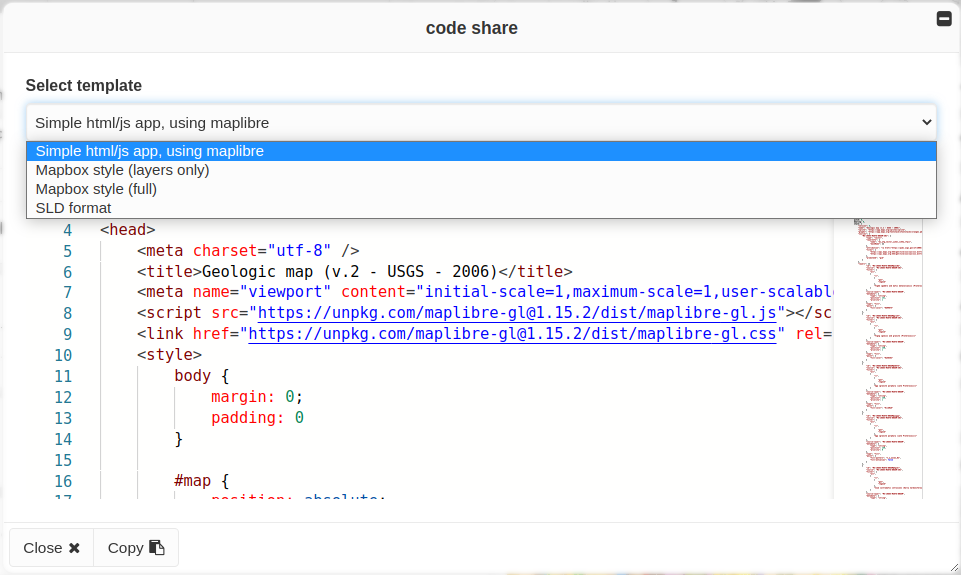 code share
Select template
Simple html/js app, using maplibre
Simple html/js app, using maplibre
Mapbox style (layers only)
Mapbox style (full)
SLD format
4 <head>
5 <meta charset="utf-8" />
6 <title>Geologic map (v.2 - USGS - 2006)</title>
7 <meta name="viewport" content="initial-scale=1,maximum-scale=1,user-scalable
8 <script src="https://unpkg.com/maplibre-gl@1.15.2/dist/maplibre-gl.js"></sc
9 <link href="https://unpkg.com/maplibre-gl@1.15.2/dist/maplibre-gl.css" rel=
10 <style>
11 body {
12 margin: 0;
13 padding: 0
14 }
15
16 #map {
17 position: absolute;
Close ✖ Copy